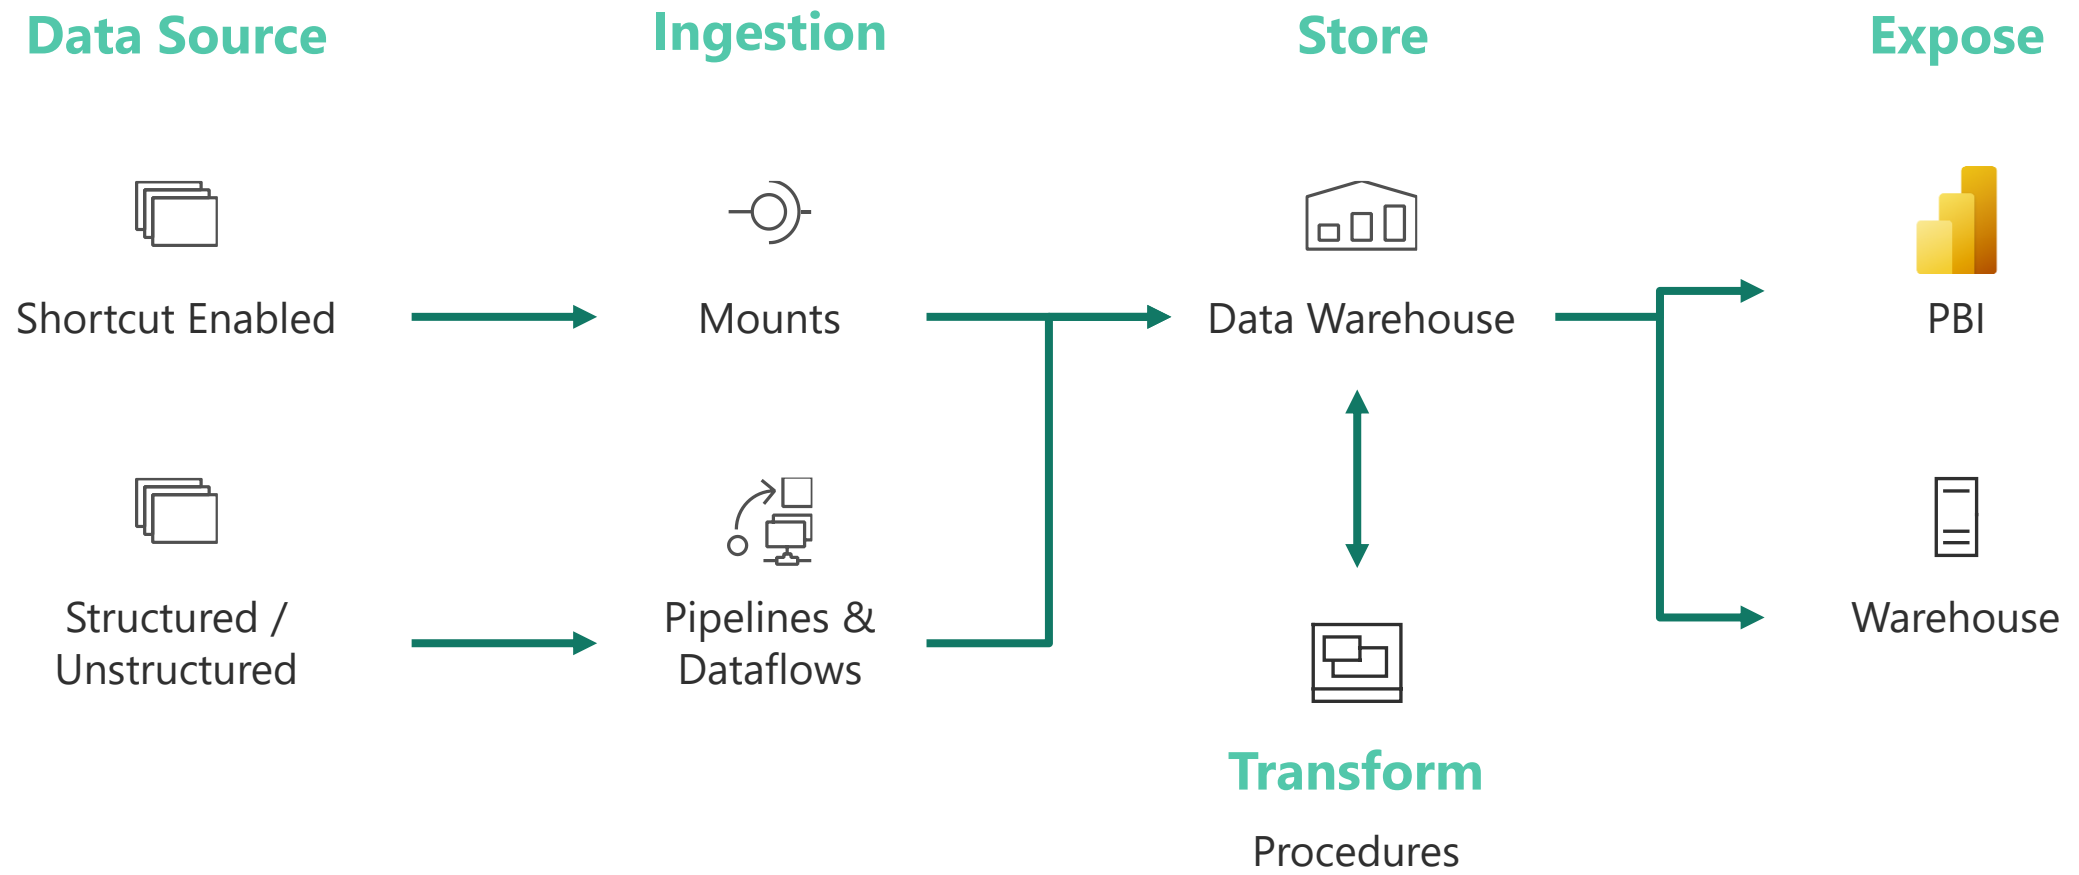 Data Source
Ingestion
Store
Expose
Shortcut Enabled
Mounts
Data Warehouse
PBI
Structured /
Unstructured
Pipelines &
Dataflows
Warehouse
Transform
Procedures